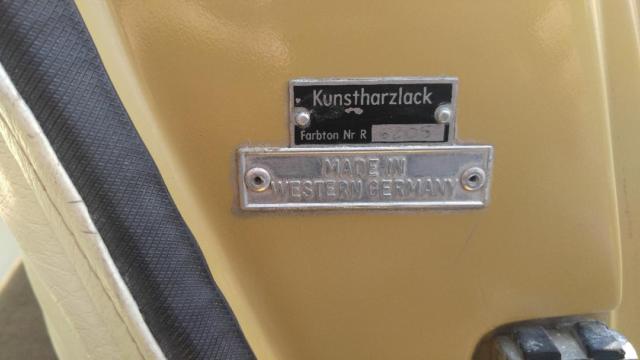 Kunstharzlack
Farbton Nr R 6205
MADE IN
WESTERN GERMANY